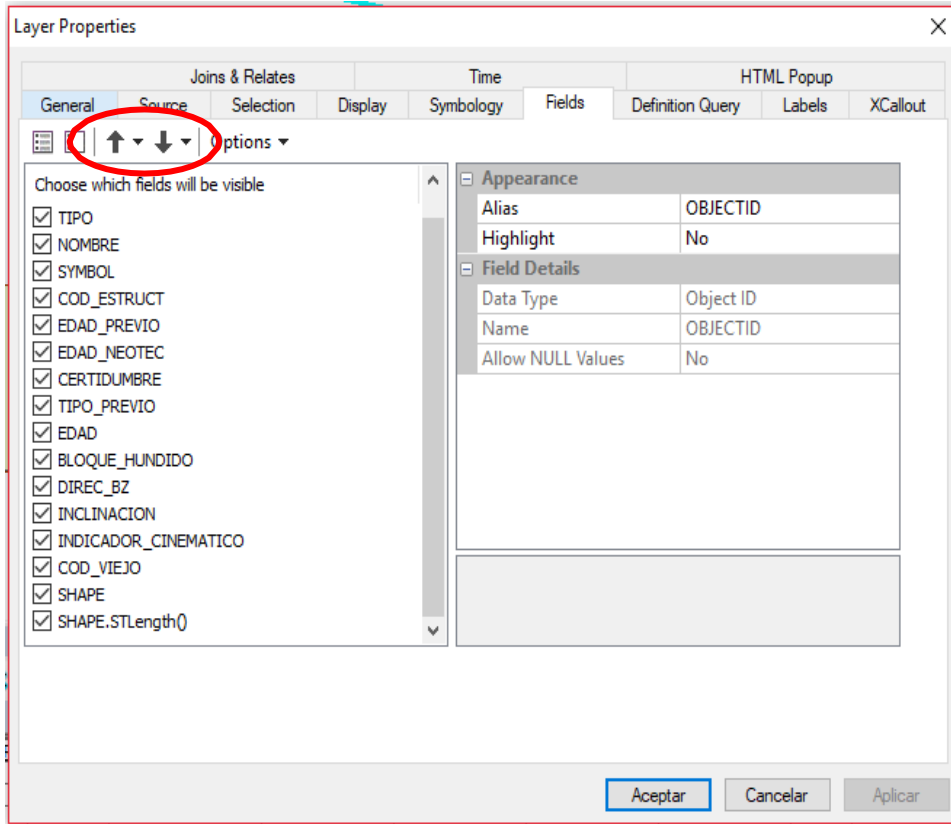 Layer Properties
Joins & Relates Time HTML Popup
General Source Selection Display Symbology Fields Definition Query Labels XCallout
Options
Choose which fields will be visible
TIPO
NOMBRE
SYMBOL
COD_ESTRUCT
EDAD_PREVIO
EDAD_NEOTEC
CERTIDUMBRE
TIPO_PREVIO
EDAD
BLOQUE_HUNDIDO
DIREC_BZ
INCLINACION
INDICADOR_CINEMATICO
COD_VIEJO
SHAPE
SHAPE.STLength()
Appearance
Alias OBJECTID
Highlight No
Field Details
Data Type Object ID
Name OBJECTID
Allow NULL Values No
Aceptar Cancelar Aplicar